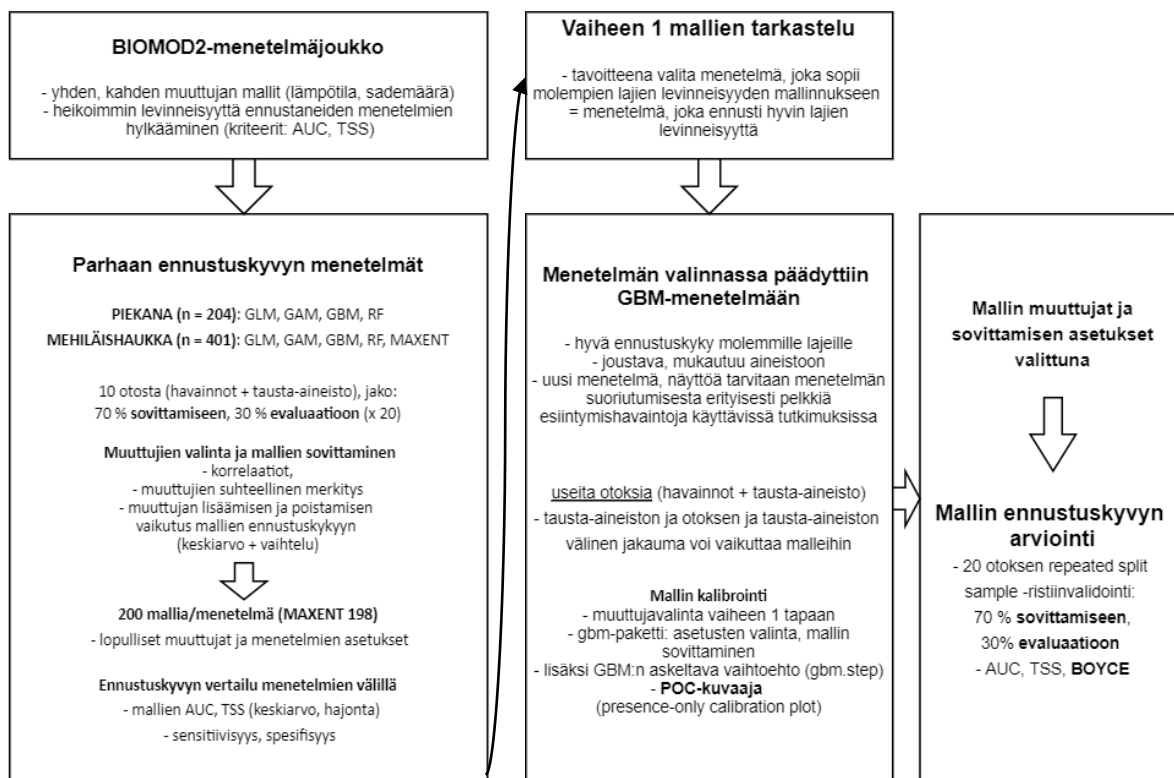 BIOMOD2-menetelmäjoukko
- yhden, kahden muuttujan mallit (lämpötila, sademäärä)
- heikoimmin levinneisyyttä ennustaneiden menetelmien
hylkääminen (kriteerit: AUC, TSS)
Parhaan ennustuskyvyn menetelmät
PIEKANA (n = 204): GLM, GAM, GBM, RF
MEHILÄISHAUKKA (n = 401): GLM, GAM, GBM, RF, MAXENT
10 otosta (havainnot + tausta-aineisto), jako:
70 % sovittamiseen, 30 % evaluaatioon (x 20)
Muuttujien valinta ja mallien sovittaminen
- korrelaatiot,
- muuttujien suhteellinen merkitys
- muuttujan lisäämisen ja poistamisen
vaikutus mallien ennustuskykyyn
(keskiarvo + vaihtelu)
200 mallia/menetelmä (MAXENT 198)
- lopulliset muuttujat ja menetelmien asetukset
Ennustuskyvyn vertailu menetelmien välillä
- mallien AUC, TSS (keskiarvo, hajonta)
- sensitiivisyys, spesifisyys
Vaiheen 1 mallien tarkastelu
- tavoitteena valita menetelmä, joka sopii
molempien lajien levinneisyyden mallinnukseen
= menetelmä, joka ennusti hyvin lajien
levinneisyyttä
Menetelmän valinnassa päädyttiin
GBM-menetelmään
- hyvä ennustuskyky molemmille lajeille
- joustava, mukautuu aineistoon
- uusi menetelmä, näyttöä tarvitaan menetelmän
suoriutumisesta erityisesti pelkkiä
esiintymishavaintoja käyttävissä tutkimuksissa
useita otoksia (havainnot + tausta-aineisto)
- tausta-aineiston ja otoksen ja tausta-aineiston
välinen jakauma voi vaikuttaa malleihin
Mallin kalibrointi
- muuttujavalinta vaiheen 1 tapaan
- gbm-paketti: asetusten valinta, mallin
sovittaminen
- lisäksi GBM:n askeltava vaihtoehto (gbm.step)
- POC-kuvaaja
(presence-only calibration plot)
Mallin muuttujat ja
sovittamisen asetukset
valittuna
Mallin ennustuskyvyn
arviointi
- 20 otoksen repeated split
sample -ristiinvalidointi:
70 % sovittamiseen,
30% evaluaatioon
- AUC, TSS, BOYCE